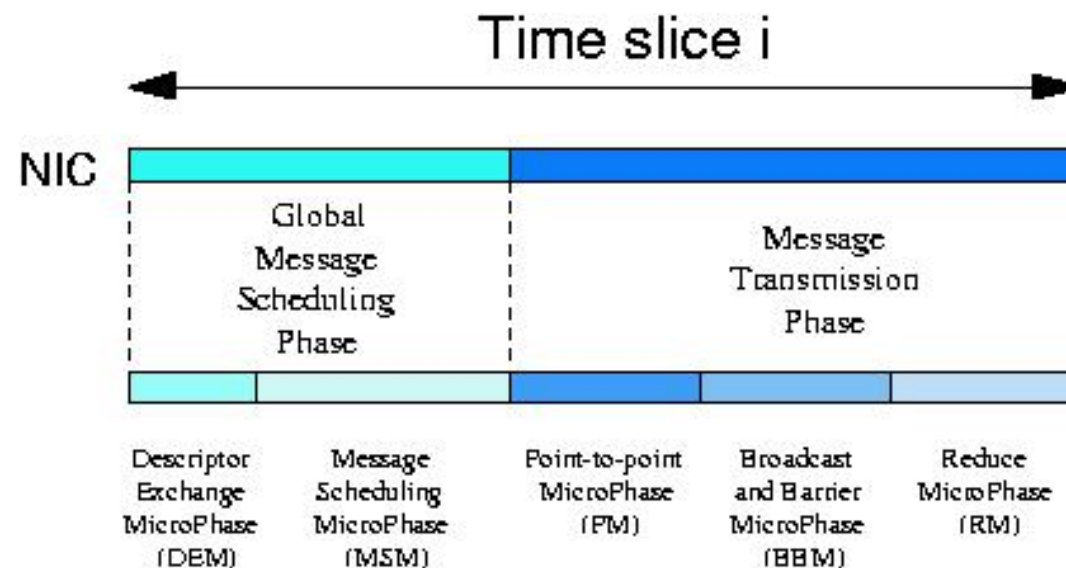 Time slice i
NIC
Global
Message
Scheduling
Phase
Message
Transmission
Phase
Descriptor
Exchange
MicroPhase
(DEM)
Message
Scheduling
MicroPhase
(MSM)
Point-to-point
MicroPhase
(PM)
Broadcast
and Barrier
MicroPhase
(BBM)
Reduce
MicroPhase
(RM)